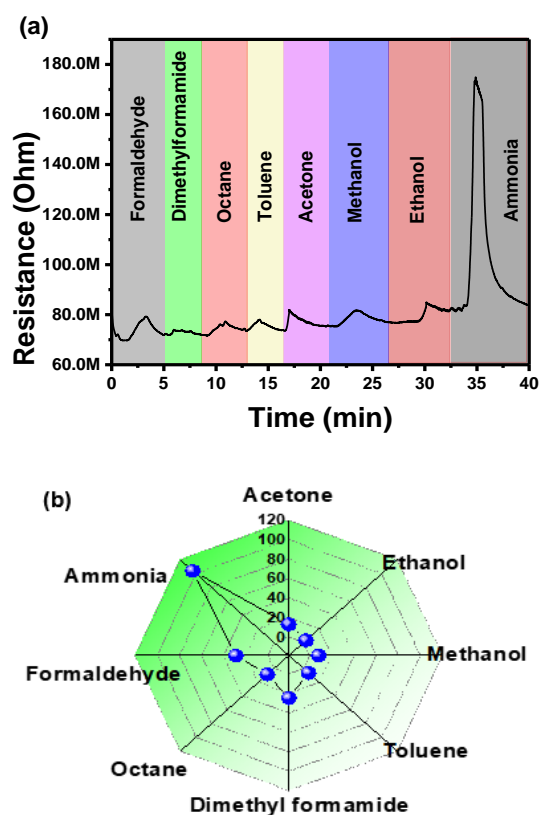 (a)
180.0M
160.0M
140.0M
120.0M
100.0M
80.0M
60.0M
Resistance (Ohm)
Formaldehyde
Dimethylformamide
Octane
Toluene
Acetone
Methanol
Ethanol
Ammonia
0 5 10 15 20 25 30 35 40
Time (min)
(b)
Acetone
120
100
80
60
40
20
0
Ethanol
Ammonia
Methanol
Formaldehyde
Toluene
Octane
Dimethyl formamide